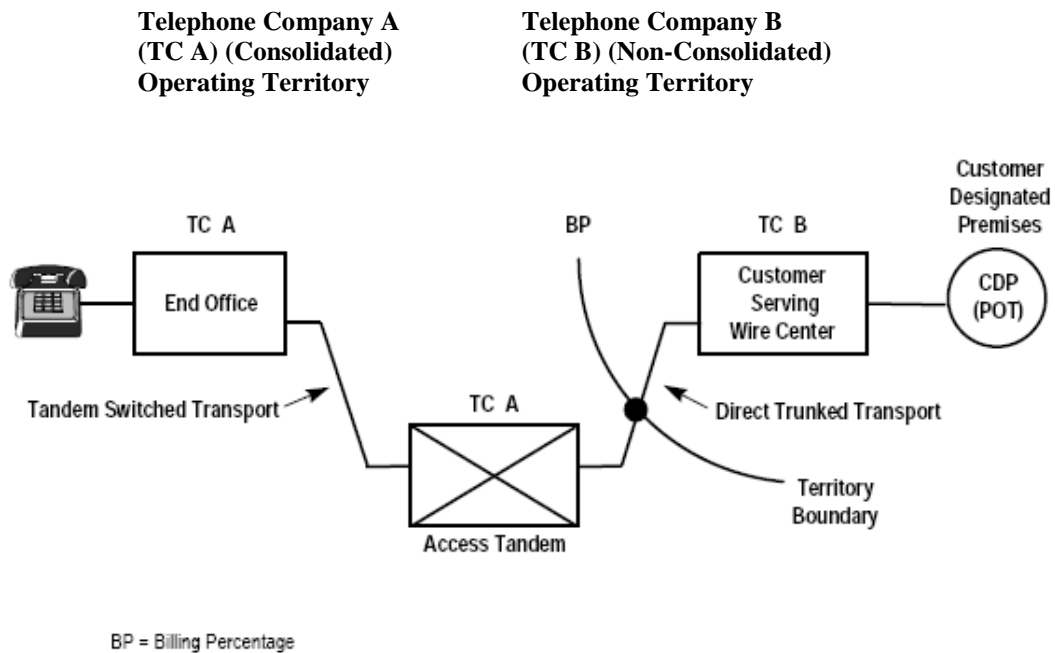 Telephone Company A
(TC A) (Consolidated)
Operating Territory
Telephone Company B
(TC B) (Non-Consolidated)
Operating Territory
Customer
Designated
Premises
TC A
BP
TC B
End Office
Customer
Serving
Wire Center
CDP
(POT)
Tandem Switched Transport
TC A
Direct Trunked Transport
Territory
Boundary
Access Tandem
BP = Billing Percentage